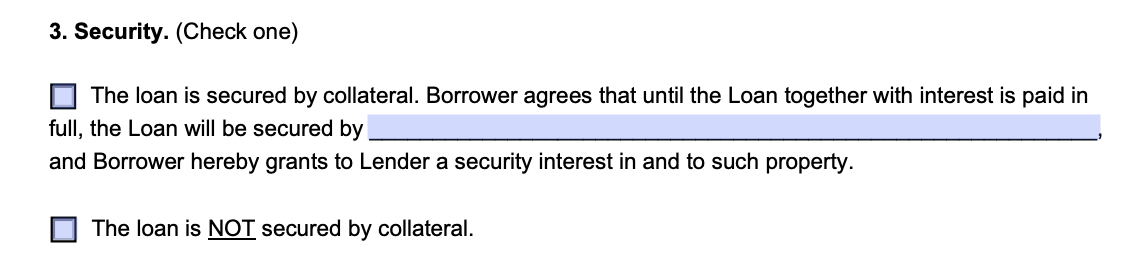 3. Security. (Check one)
The loan is secured by collateral. Borrower agrees that until the Loan together with interest is paid in
full, the Loan will be secured by ,
and Borrower hereby grants to Lender a security interest in and to such property.
The loan is NOT secured by collateral.